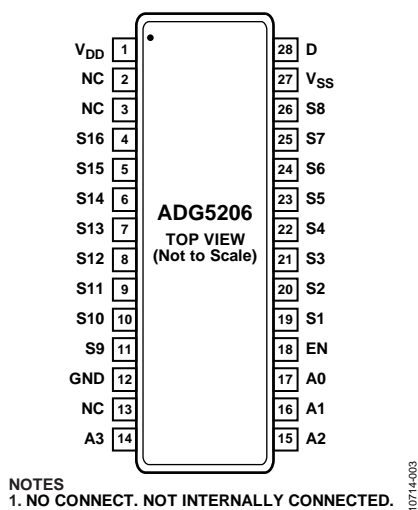 VDD 1 28 D
NC 2 27 VSS
NC 3 26 S8
S16 4 25 S7
S15 5 24 S6
S14 6 23 S5
S13 7 22 S4
S12 8 21 S3
S11 9 20 S2
S10 10 19 S1
S9 11 18 EN
GND 12 17 A0
NC 13 16 A1
A3 14 15 A2
ADG5206
TOP VIEW
(Not to Scale)
NOTES
1. NO CONNECT. NOT INTERNALLY CONNECTED.
10714-003